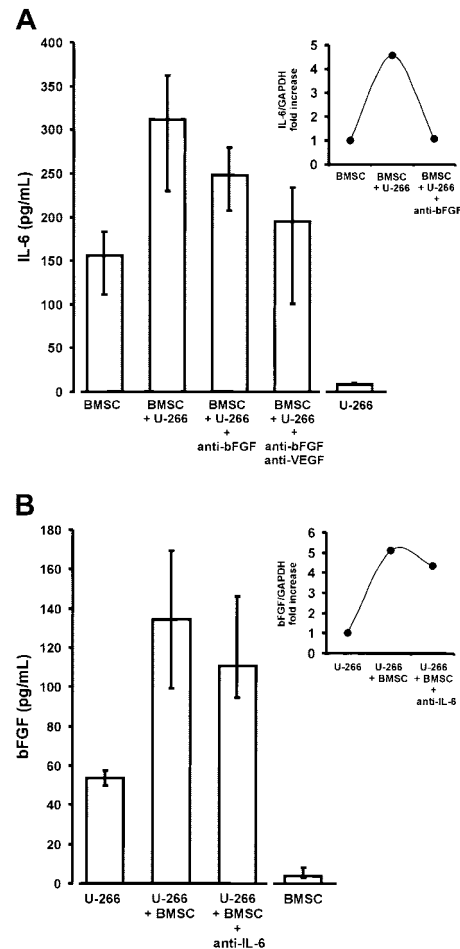 A
IL-6 (pg/mL)
400
350
300
250
200
150
100
50
0
BMSC
BMSC
+ U-266
BMSC
+ U-266
+
anti-bFGF
BMSC
+ U-266
+
anti-bFGF
anti-VEGF
U-266
IL-6/GAPDH
fold increase
5
4
3
2
1
0
BMSC
BMSC
+ U-266
BMSC
+ U-266
+
anti-bFGF
B
bFGF (pg/mL)
180
160
140
120
100
80
60
40
20
0
U-266
U-266
+ BMSC
U-266
+ BMSC
+
anti-IL-6
BMSC
bFGF/GAPDH
fold increase
6
5
4
3
2
1
0
U-266
U-266
+ BMSC
U-266
+ BMSC
+
anti-IL-6